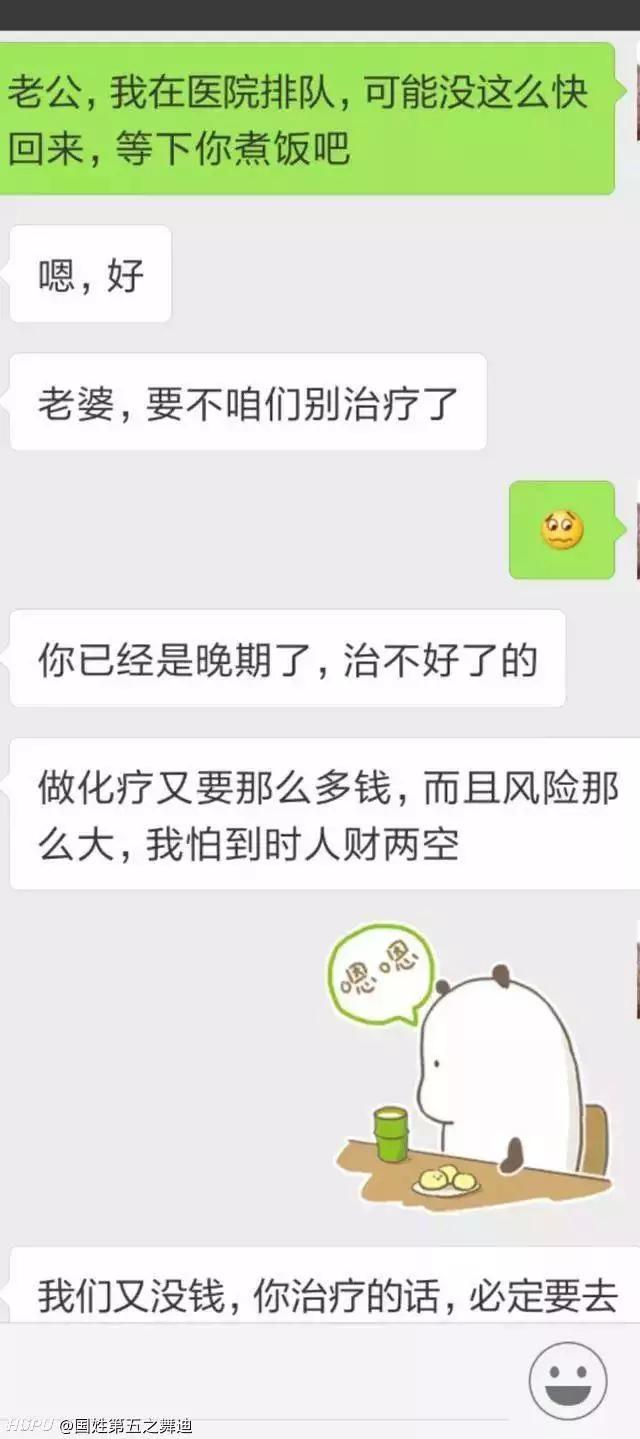 老公，我在医院排队，可能没这么快
回来，等下你煮饭吧
嗯，好
老婆，要不咱们别治疗了
你已经是晚期了，治不好了的
做化疗又要那么多钱，而且风险那
么大，我怕到时人财两空
嗯嗯
我们又没钱，你治疗的话，必定要去
HUPU @国姓第五之舞迪